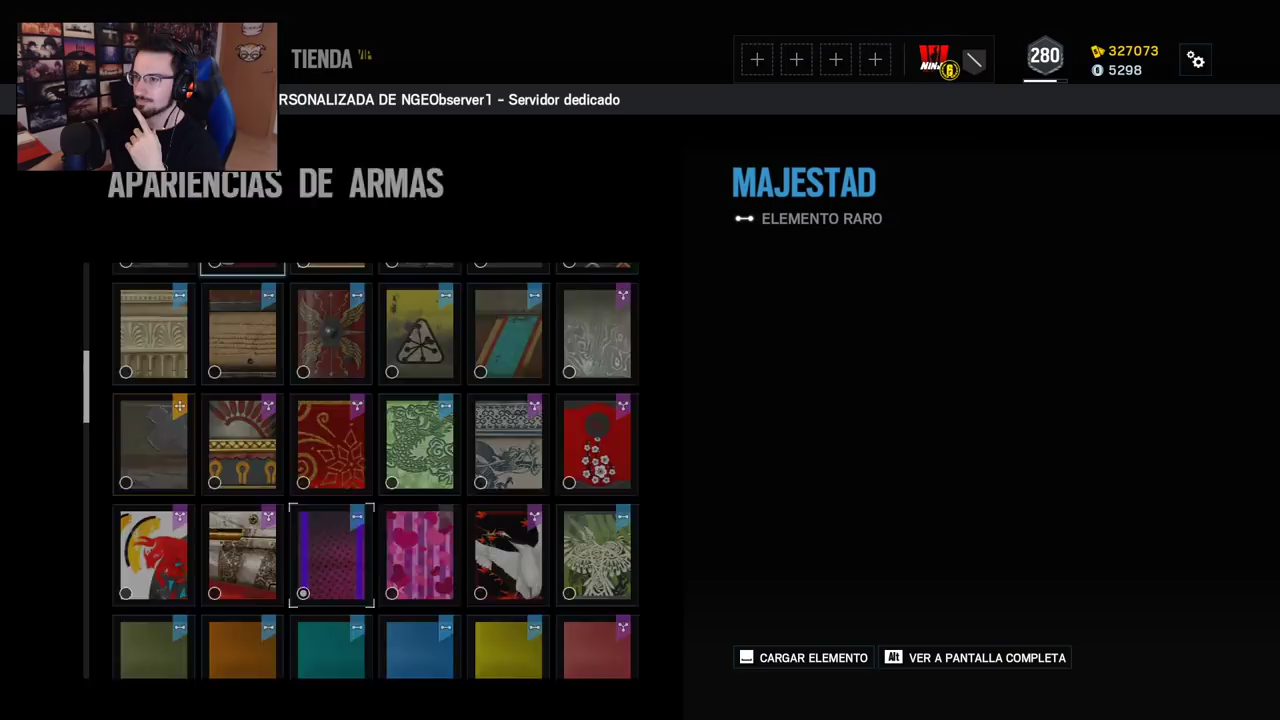 TIENDA
280
327073
5298
RSONALIZADA DE NGEObserver1 - Servidor dedicado
APARIENCIAS DE ARMAS
MAJESTAD
ELEMENTO RARO
CARGAR ELEMENTO
Alt VER A PANTALLA COMPLETA